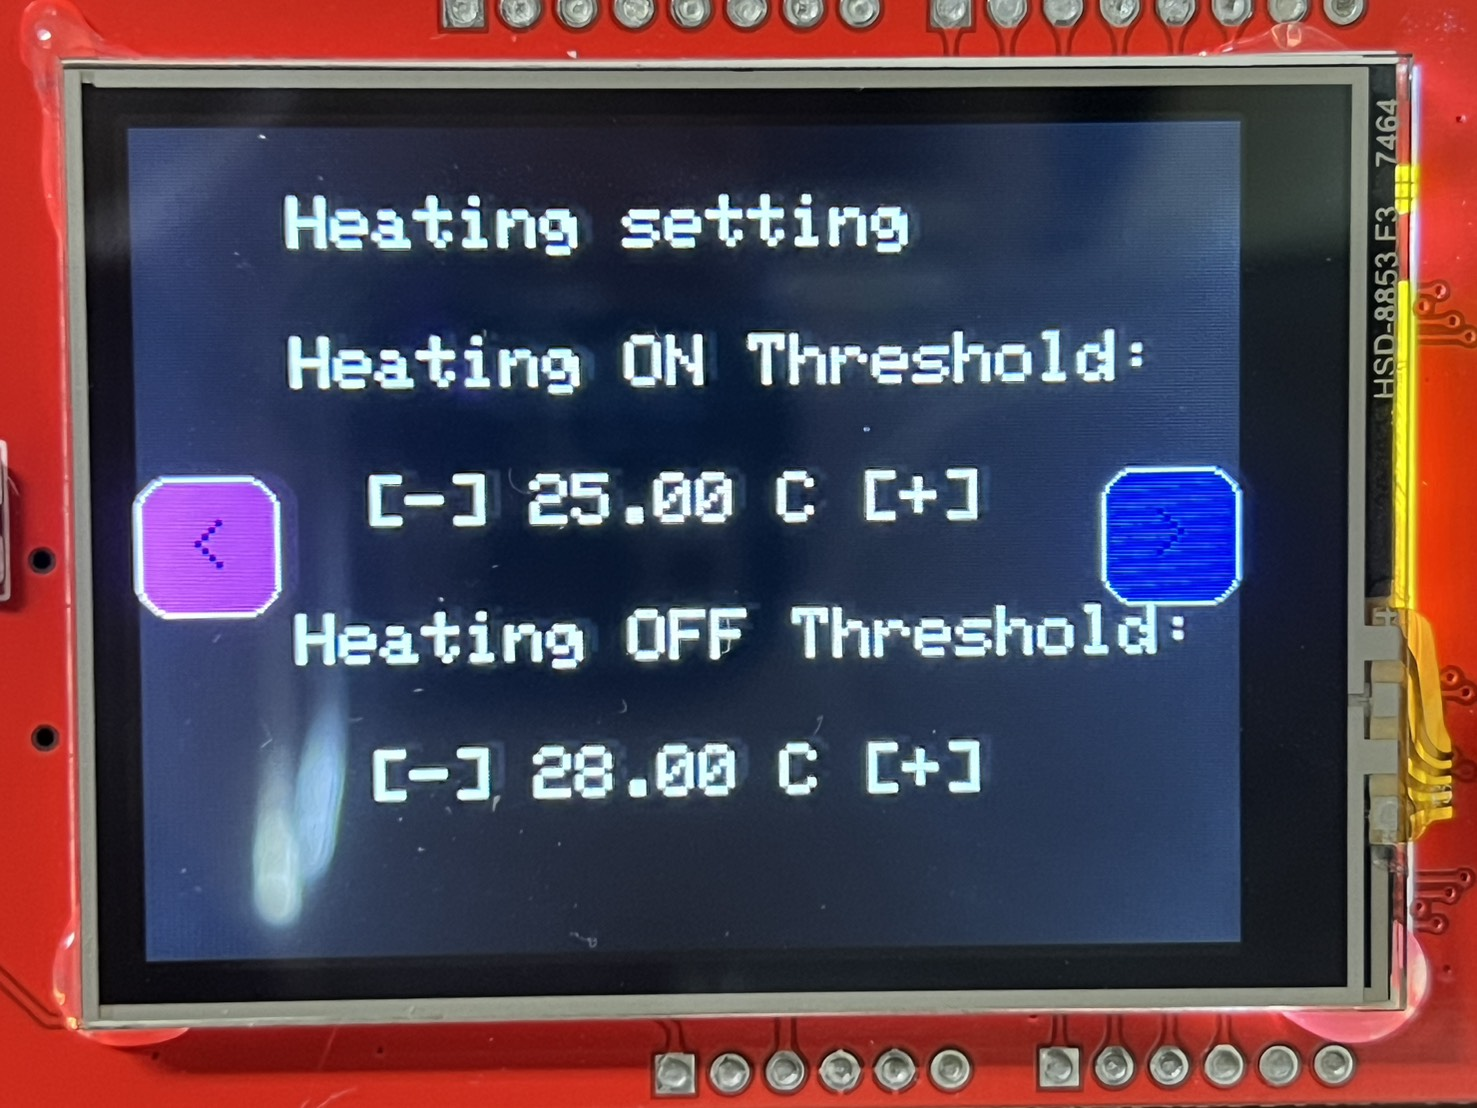 Heating setting
Heating ON Threshold:
[-] 25.00 C [+]
<
>
Heating OFF Threshold:
[-] 28.00 C [+]
HSD-8853 F3 7464